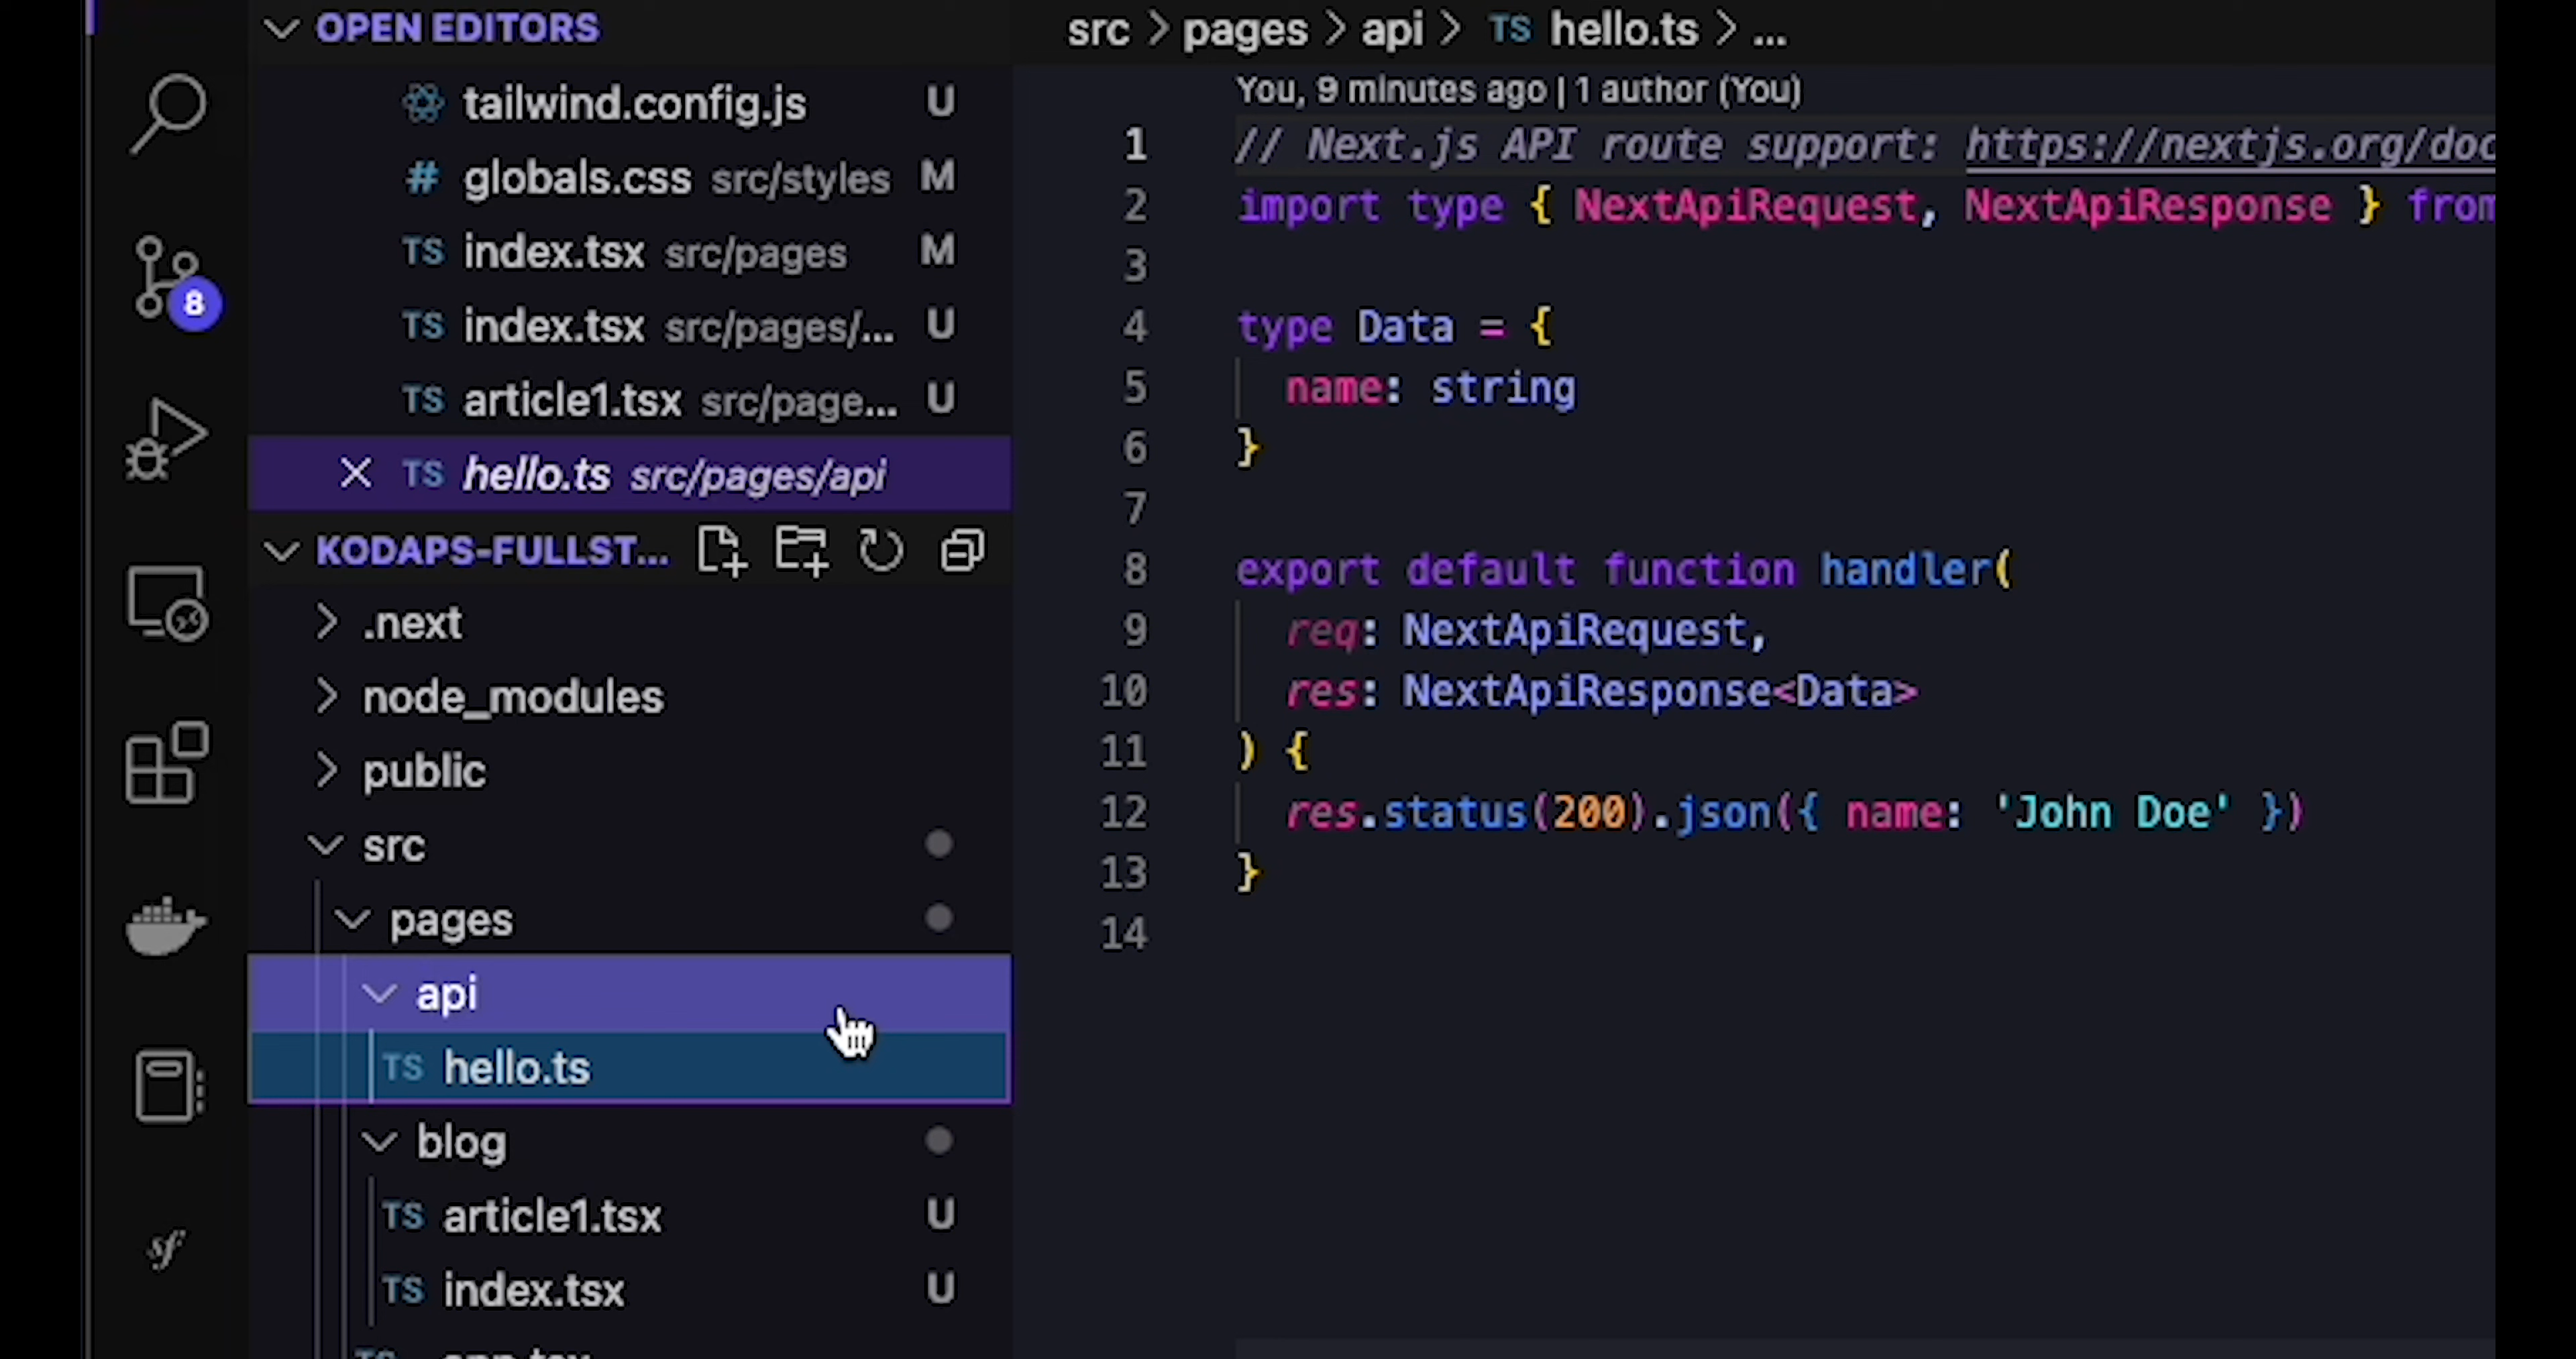 OPEN EDITORS
tailwind.config.js U
# globals.css src/styles M
TS index.tsx src/pages M
TS index.tsx src/pages/... U
TS article1.tsx src/page... U
TS hello.ts src/pages/api
KODAPS-FULLST...
.next
node_modules
public
src
pages
api
TS hello.ts
blog
TS article1.tsx U
TS index.tsx U
8
sf
src > pages > api > TS hello.ts > ...
You, 9 minutes ago | 1 author (You)
1 // Next.js API route support: https://nextjs.org/doc
2 import type { NextApiRequest, NextApiResponse } from
3
4 type Data = {
5 name: string
6 }
7
8 export default function handler(
9 req: NextApiRequest,
10 res: NextApiResponse<Data>
11 ) {
12 res.status(200).json({ name: 'John Doe' })
13 }
14